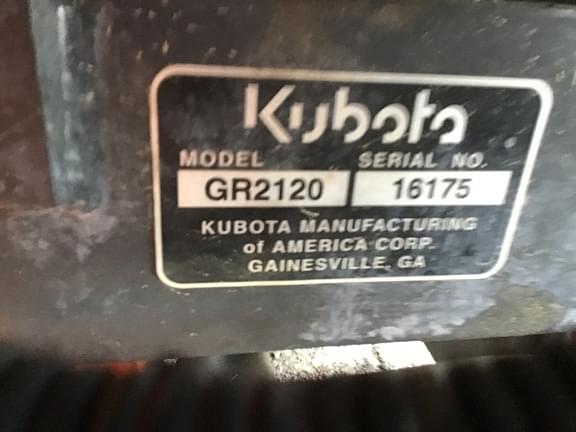 Kubota
MODEL SERIAL NO.
GR2120 16175
KUBOTA MANUFACTURING
of AMERICA CORP.
GAINESVILLE, GA